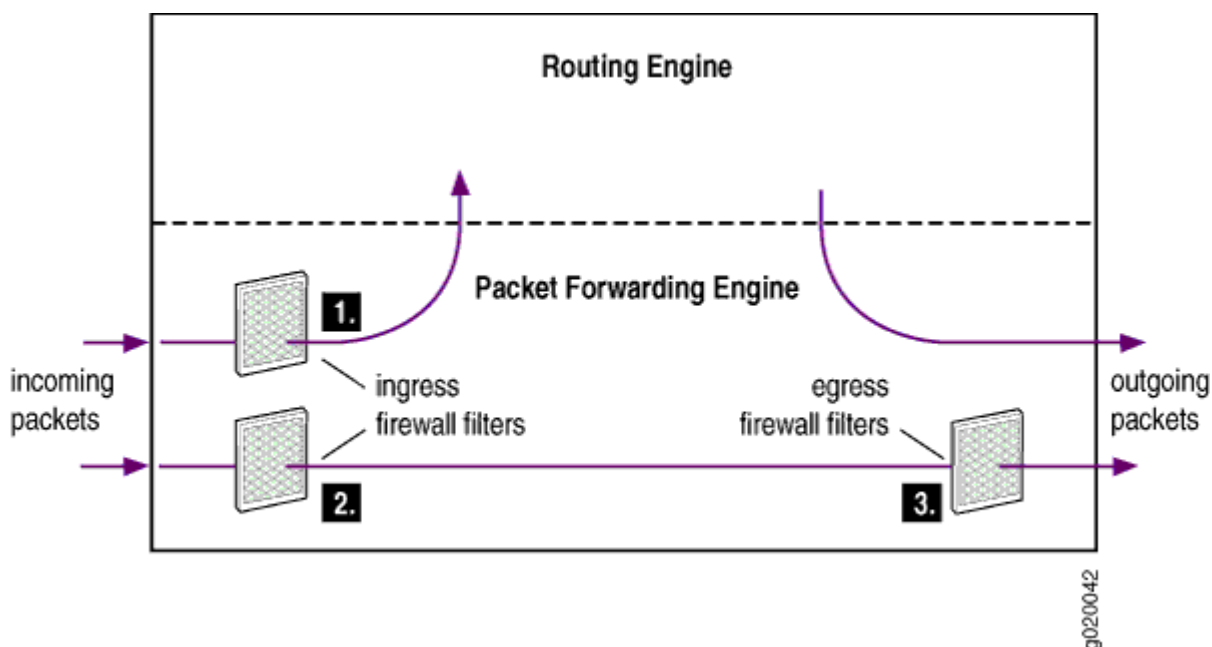 Routing Engine
Packet Forwarding Engine
1.
incoming
packets
ingress
firewall filters
egress
firewall filters
outgoing
packets
2.
3.
g020042